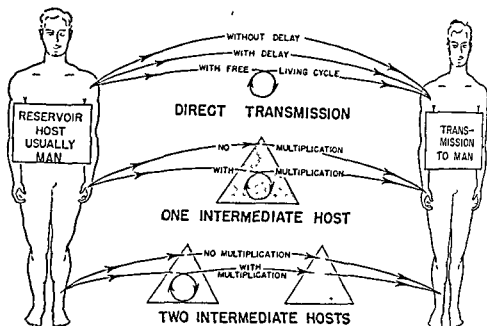 WITHOUT DELAY
WITH DELAY
WITH FREE LIVING CYCLE
DIRECT TRANSMISSION
RESERVOIR
HOST
USUALLY
MAN
TRANS-
MISSION
TO MAN
NO MULTIPLICATION
WITH MULTIPLICATION
ONE INTERMEDIATE HOST
NO MULTIPLICATION
WITH
MULTIPLICATION
TWO INTERMEDIATE HOSTS